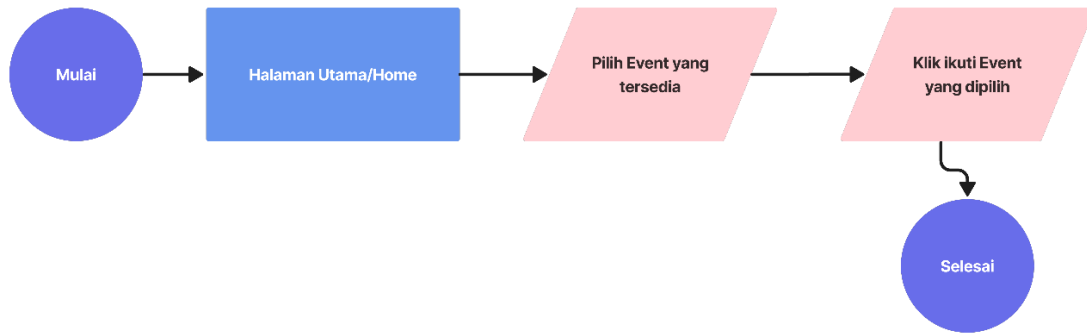 Mulai
Halaman Utama/Home
Pilih Event yang
tersedia
Klik ikuti Event
yang dipilih
Selesai